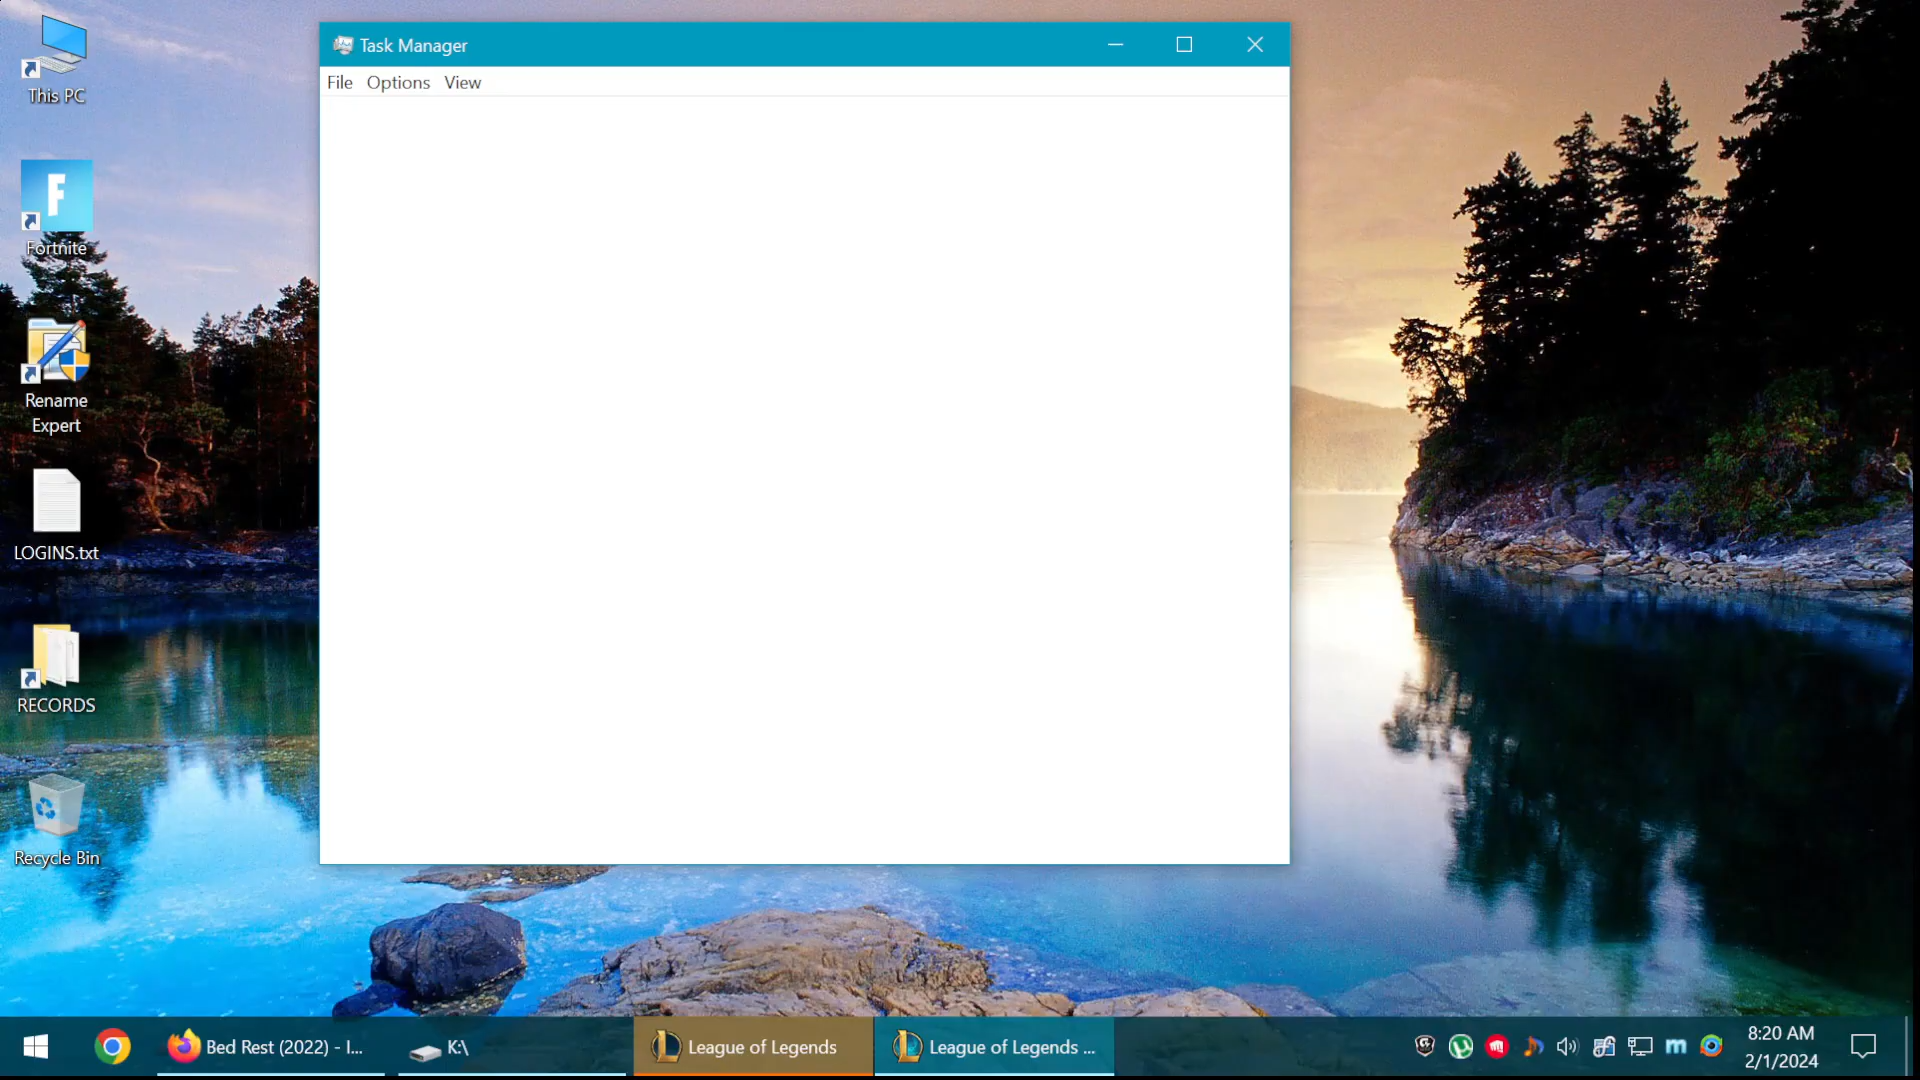 This PC
Fortnite
Rename
Expert
LOGINS.txt
RECORDS
Recycle Bin
Task Manager
File Options View
Bed Rest (2022) - I...
K:\
League of Legends
League of Legends ...
8:20 AM
2/1/2024